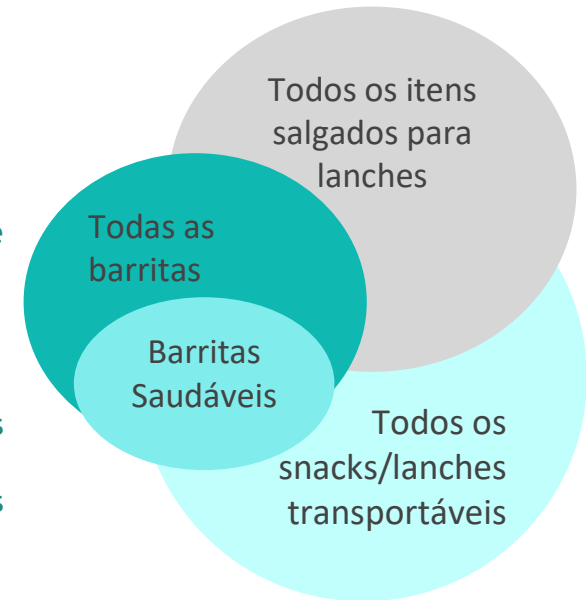 Todos os itens
salgados para
lanches
e
Todas as
barritas
Barritas
Saudáveis
s
Todos os
snacks/lanches
transportáveis
s